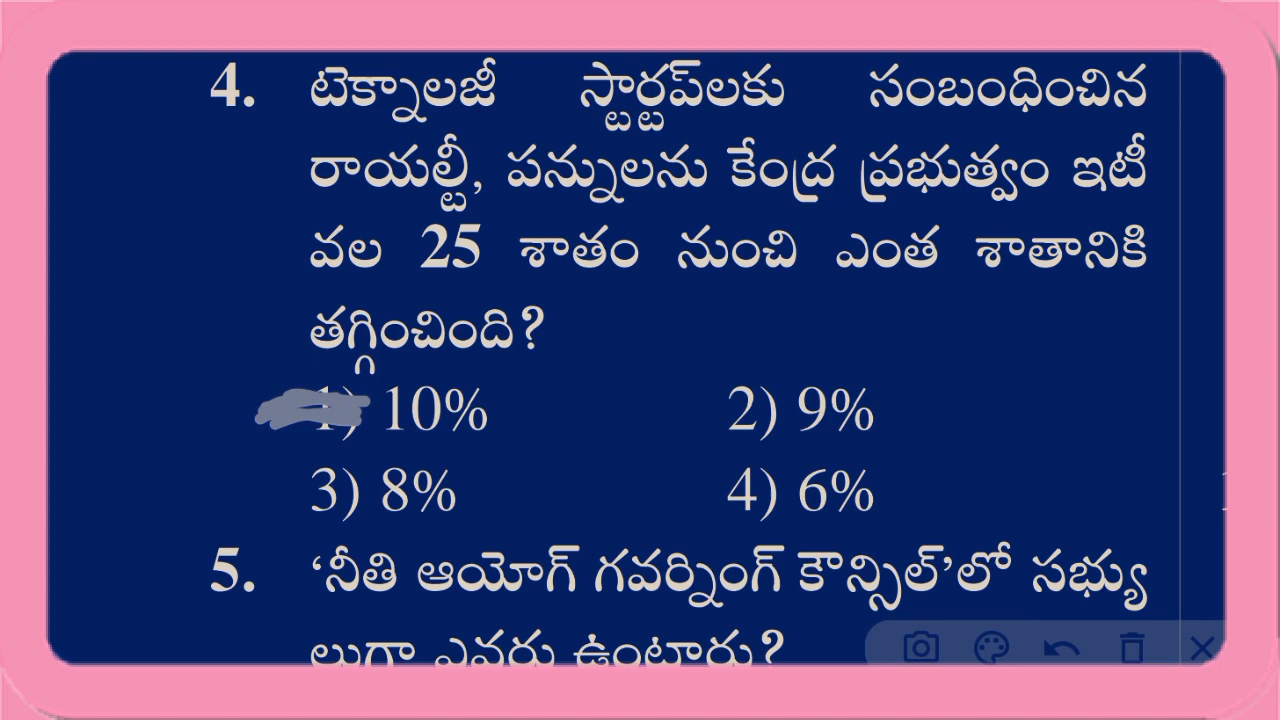 4. టెక్నాలజీ స్టార్టప్‌లకు సంబంధించిన
రాయల్టీ, పన్నులను కేంద్ర ప్రభుత్వం ఇటీ
వల 25 శాతం నుంచి ఎంత శాతానికి
తగ్గించింది?
1) 10% 2) 9%
3) 8% 4) 6%
5. ‘నీతి ఆయోగ్ గవర్నింగ్ కౌన్సిల్’లో సభ్యు
లుగా ఎవరు ఉంటారు?